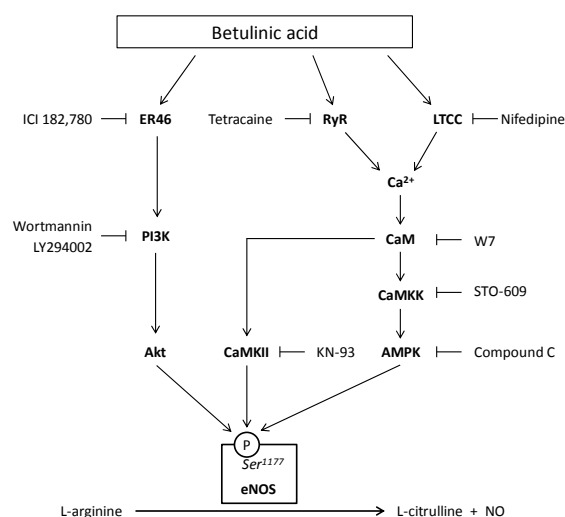 Betulinic acid
ICI 182,780 ER46 Tetracaine RyR LTCC Nifedipine
Ca²⁺
Wortmannin
LY294002
PI3K CaM W7
CaMKK STO-609
Akt CaMKII KN-93 AMPK Compound C
P
Ser¹¹⁷⁷
eNOS
L-arginine L-citrulline + NO